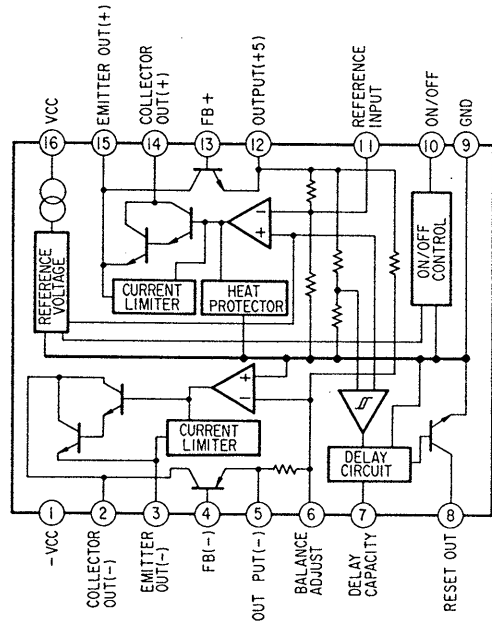 16 VCC
15 EMITTER OUT(+)
14 COLLECTOR
OUT(+)
13 FB+
12 OUTPUT(+5)
11 REFERENCE
INPUT
10 ON/OFF
9 GND
REFERENCE
VOLTAGE
CURRENT
LIMITER
HEAT
PROTECTOR
- +
ON/OFF
CONTROL
CURRENT
LIMITER
- +
DELAY
CIRCUIT
1 -VCC
2 COLLECTOR
OUT(-)
3 EMITTER
OUT(-)
4 FB(-)
5 OUT PUT(-)
6 BALANCE
ADJUST
7 DELAY
CAPACITY
8 RESET OUT